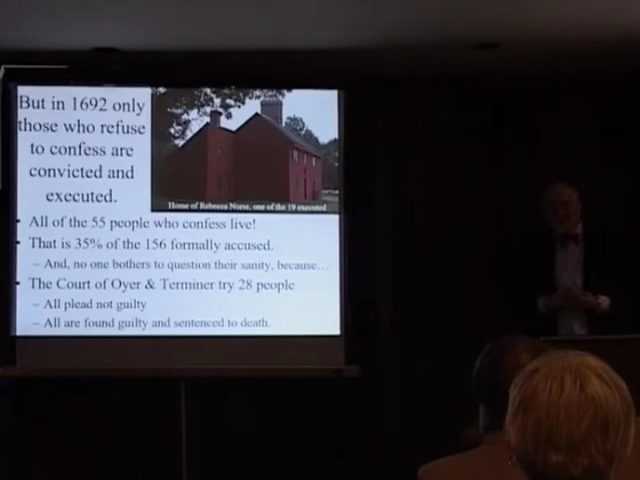 But in 1692 only
those who refuse
to confess are
convicted and
executed.
Home of Rebecca Nurse, one of the 19 executed
- All of the 55 people who confess live!
- That is 35% of the 156 formally accused.
– And, no one bothers to question their sanity, because…
- The Court of Oyer & Terminer try 28 people
– All plead not guilty
– All are found guilty and sentenced to death.